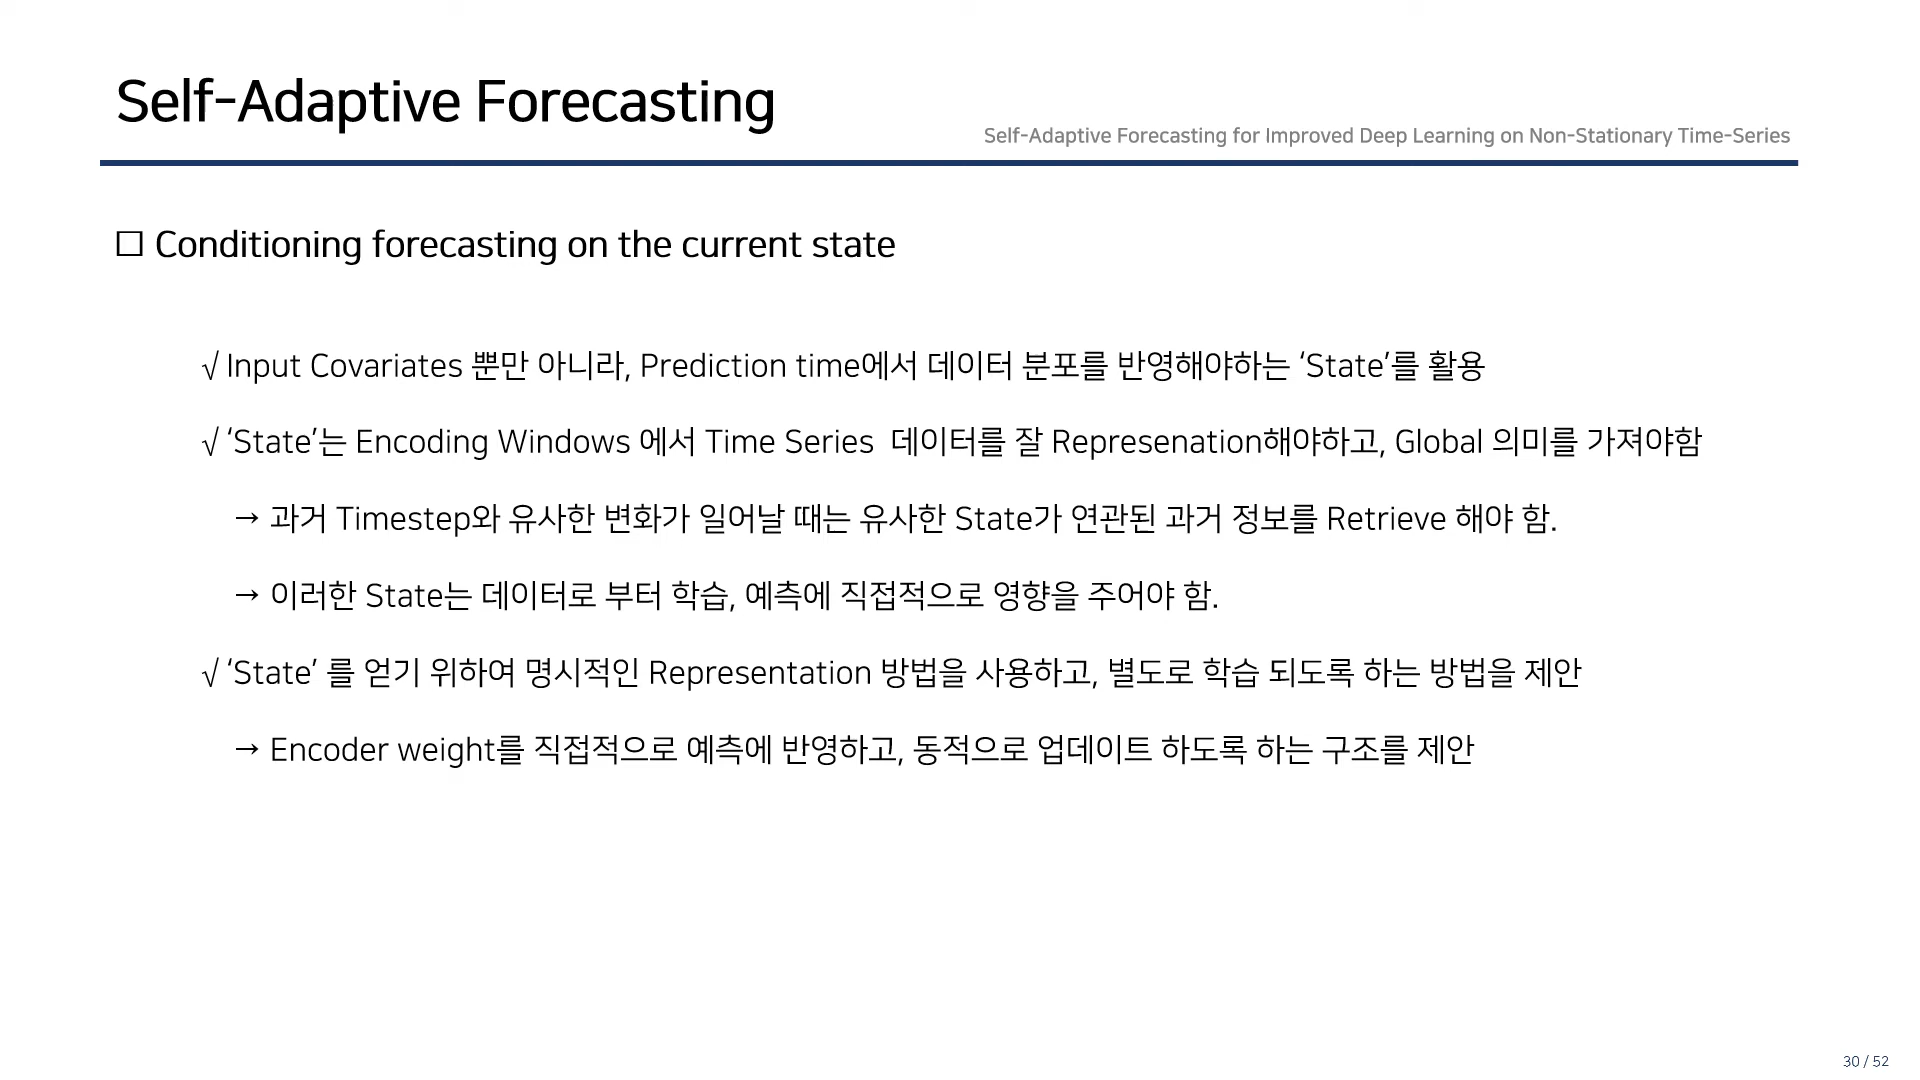 Self-Adaptive Forecasting
Self-Adaptive Forecasting for Improved Deep Learning on Non-Stationary Time-Series
□ Conditioning forecasting on the current state
√ Input Covariates 뿐만 아니라, Prediction time에서 데이터 분포를 반영해야하는 ‘State’를 활용
√ ‘State’는 Encoding Windows 에서 Time Series 데이터를 잘 Represenation해야하고, Global 의미를 가져야함
→ 과거 Timestep와 유사한 변화가 일어날 때는 유사한 State가 연관된 과거 정보를 Retrieve 해야 함.
→ 이러한 State는 데이터로 부터 학습, 예측에 직접적으로 영향을 주어야 함.
√ ‘State’ 를 얻기 위하여 명시적인 Representation 방법을 사용하고, 별도로 학습 되도록 하는 방법을 제안
→ Encoder weight를 직접적으로 예측에 반영하고, 동적으로 업데이트 하도록 하는 구조를 제안
30 / 52